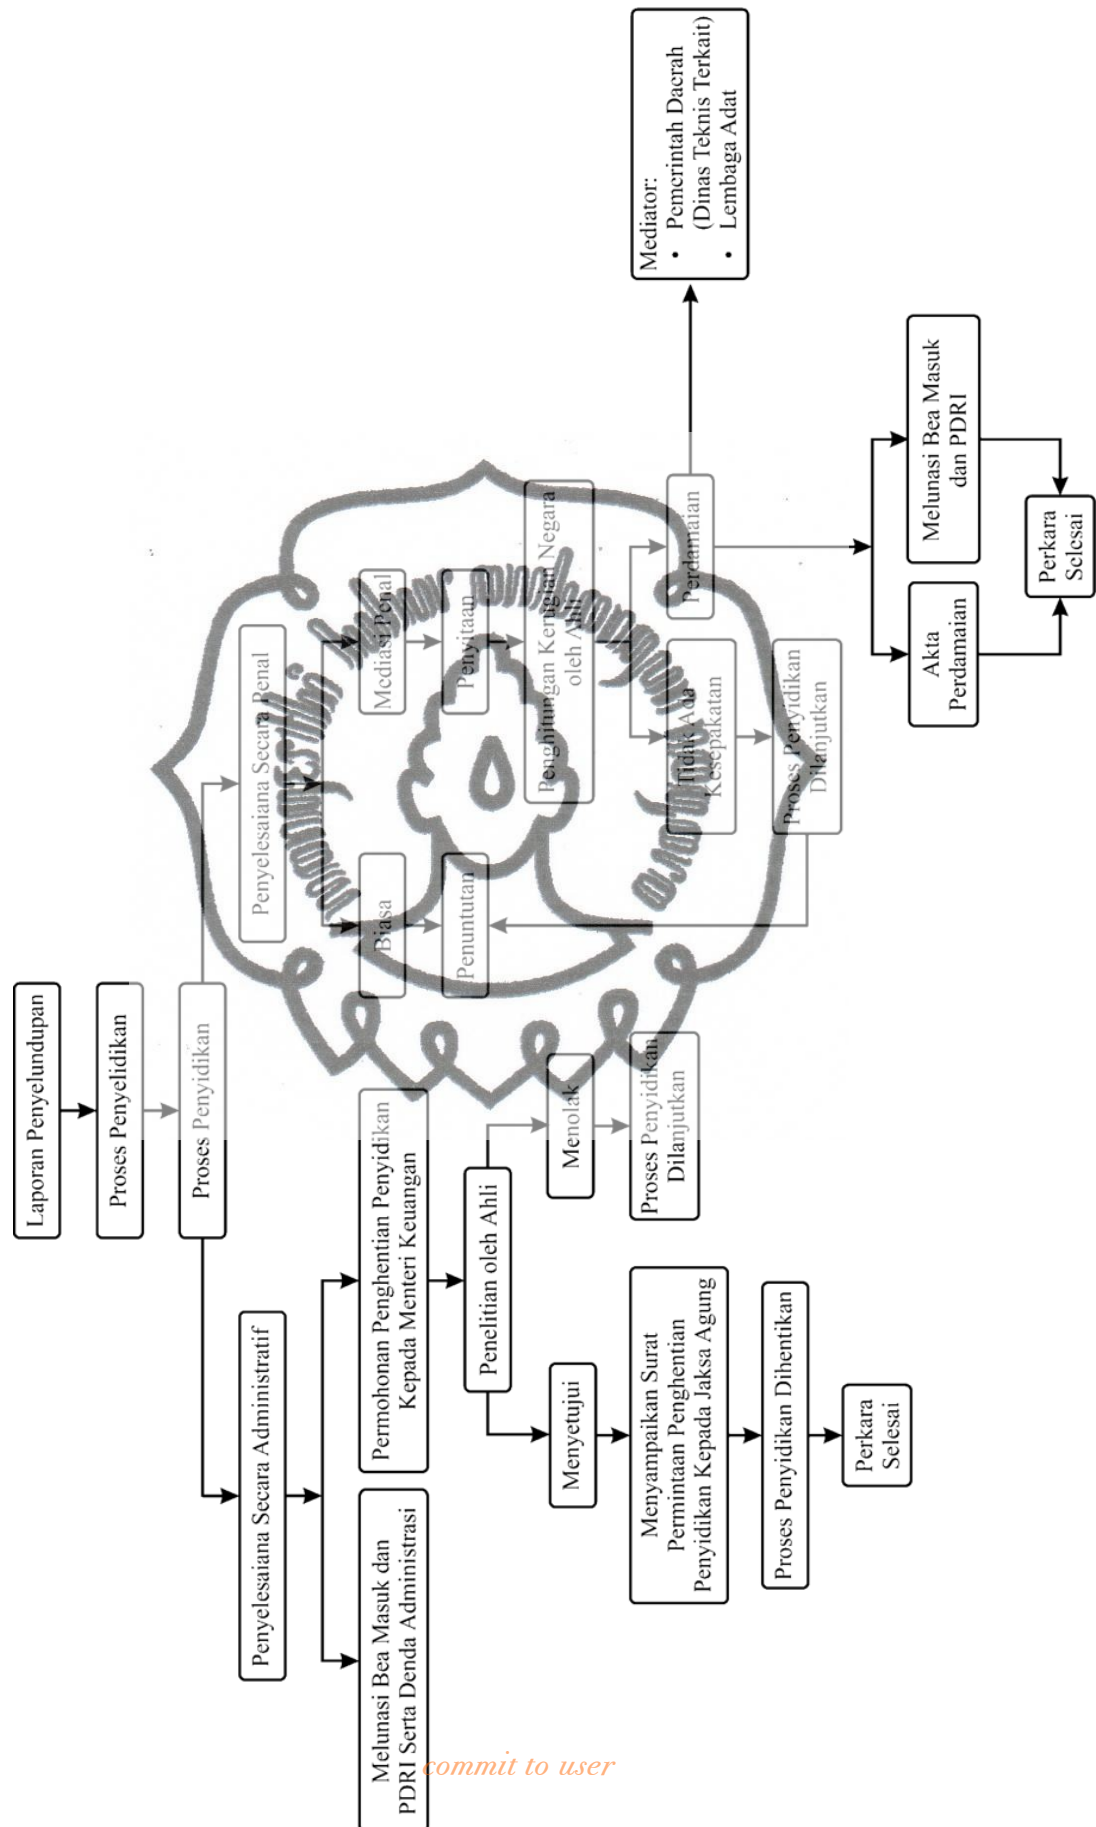 Laporan Penyelundupan
Proses Penyelidikan
Proses Penyidikan
Penyelesaiana Secara Administratif
Penyelesaiana Secara Penal
Melunasi Bea Masuk dan
PDRI Serta Denda Administrasi
Permohonan Penghentian Penyidikan
Kepada Menteri Keuangan
Biasa
Mediasi Penal
Penelitian oleh Ahli
Penuntutan
Penyitaan
Menyetujui
Menolak
Penghitungan Kerugian Negara
oleh Ahli
Menyampaikan Surat
Permintaan Penghentian
Penyidikan Kepada Jaksa Agung
Proses Penyidikan
Dilanjutkan
Tidak Ada
Kesepakatan
Perdamaian
Mediator:
• Pemerintah Daerah
(Dinas Teknis Terkait)
• Lembaga Adat
Proses Penyidikan Dihentikan
Proses Penyidikan
Dilanjutkan
Perkara
Selesai
Akta
Perdamaian
Melunasi Bea Masuk
dan PDRI
Perkara
Selesai
commit to user